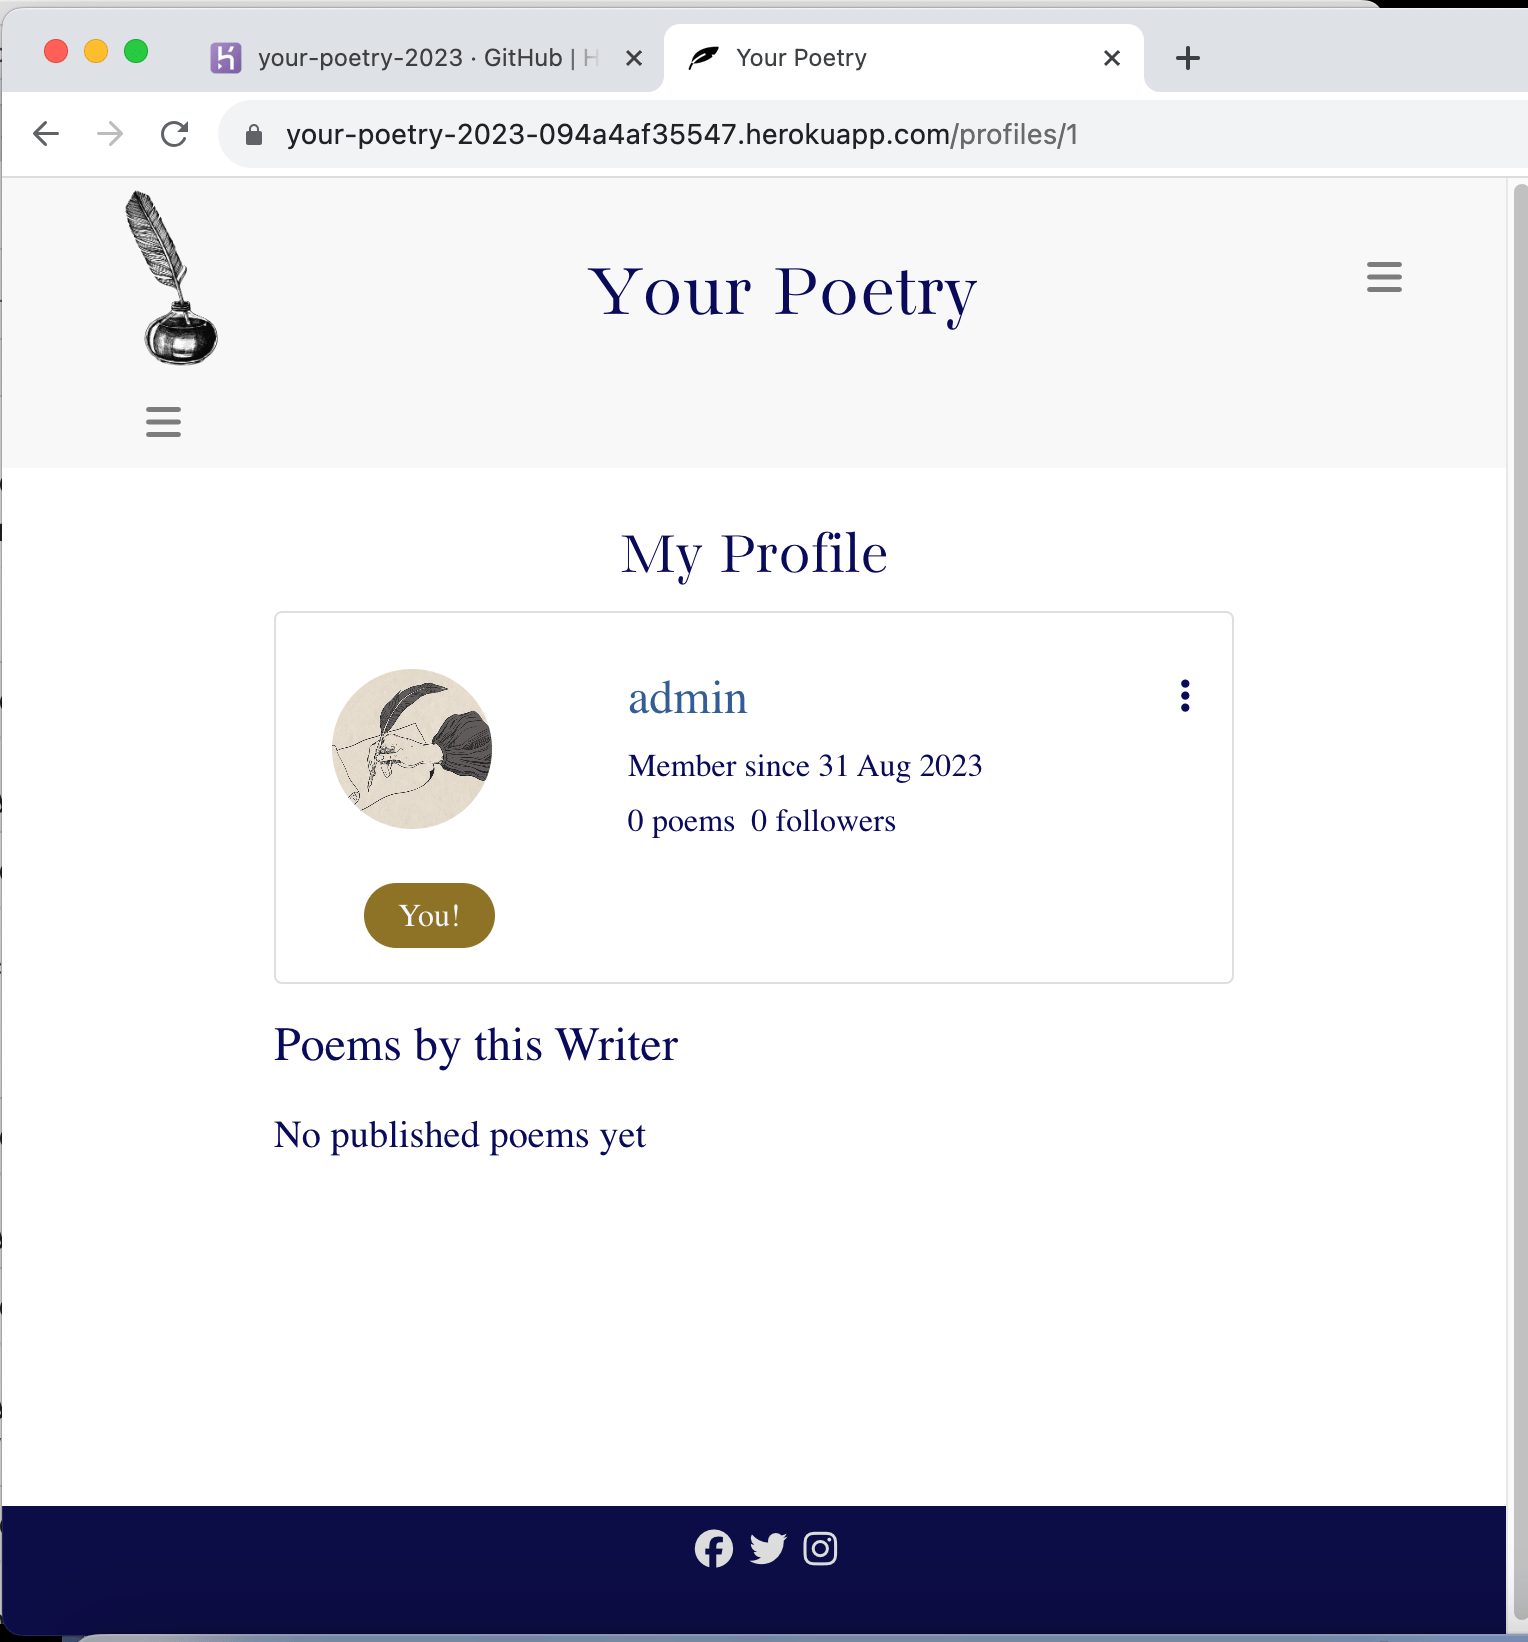 your-poetry-2023 · GitHub | H
Your Poetry
your-poetry-2023-094a4af35547.herokuapp.com/profiles/1
Your Poetry
My Profile
admin
Member since 31 Aug 2023
0 poems 0 followers
You!
Poems by this Writer
No published poems yet